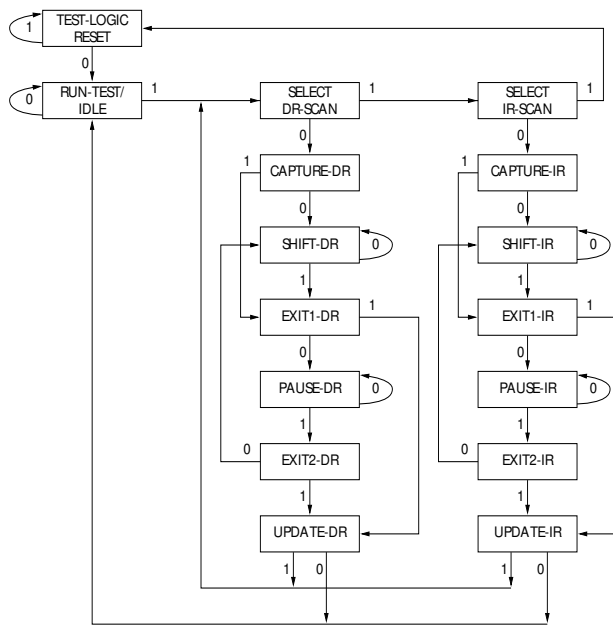 TEST-LOGIC
RESET
1
0
RUN-TEST/
IDLE
0
1
SELECT
DR-SCAN
1
SELECT
IR-SCAN
1
0
0
CAPTURE-DR
1
CAPTURE-IR
1
0
0
SHIFT-DR
0
SHIFT-IR
0
1
1
EXIT1-DR
1
EXIT1-IR
1
0
0
PAUSE-DR
0
PAUSE-IR
0
1
1
EXIT2-DR
0
EXIT2-IR
0
1
1
UPDATE-DR
UPDATE-IR
1
0
1
0